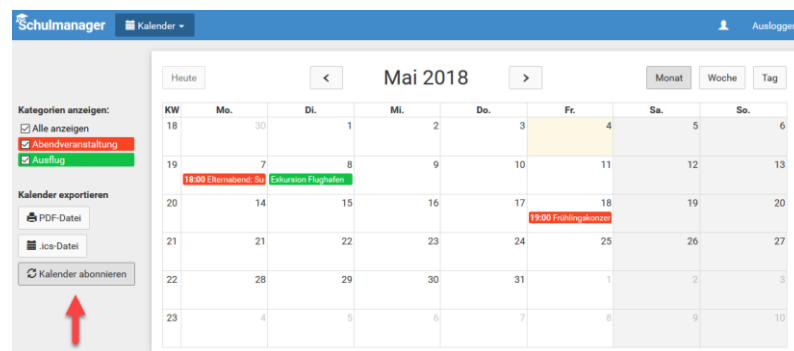 Schulmanager Kalender Auslogge
Heute < Mai 2018 > Monat Woche Tag
Kategorien anzeigen:
Alle anzeigen
Abendveranstaltung
Ausflug
Kalender exportieren
PDF-Datei
.ics-Datei
Kalender abonnieren
KW Mo. Di. Mi. Do. Fr. Sa. So.
18 30 1 2 3 4 5 6
19 7 8 9 10 11 12 13
18:00 Elternabend: Su Exkursion Flughafen
20 14 15 16 17 18 19 20
19:00 Frühlingskonzer
21 21 22 23 24 25 26 27
22 28 29 30 31 1 2 3
23 4 5 6 7 8 9 10